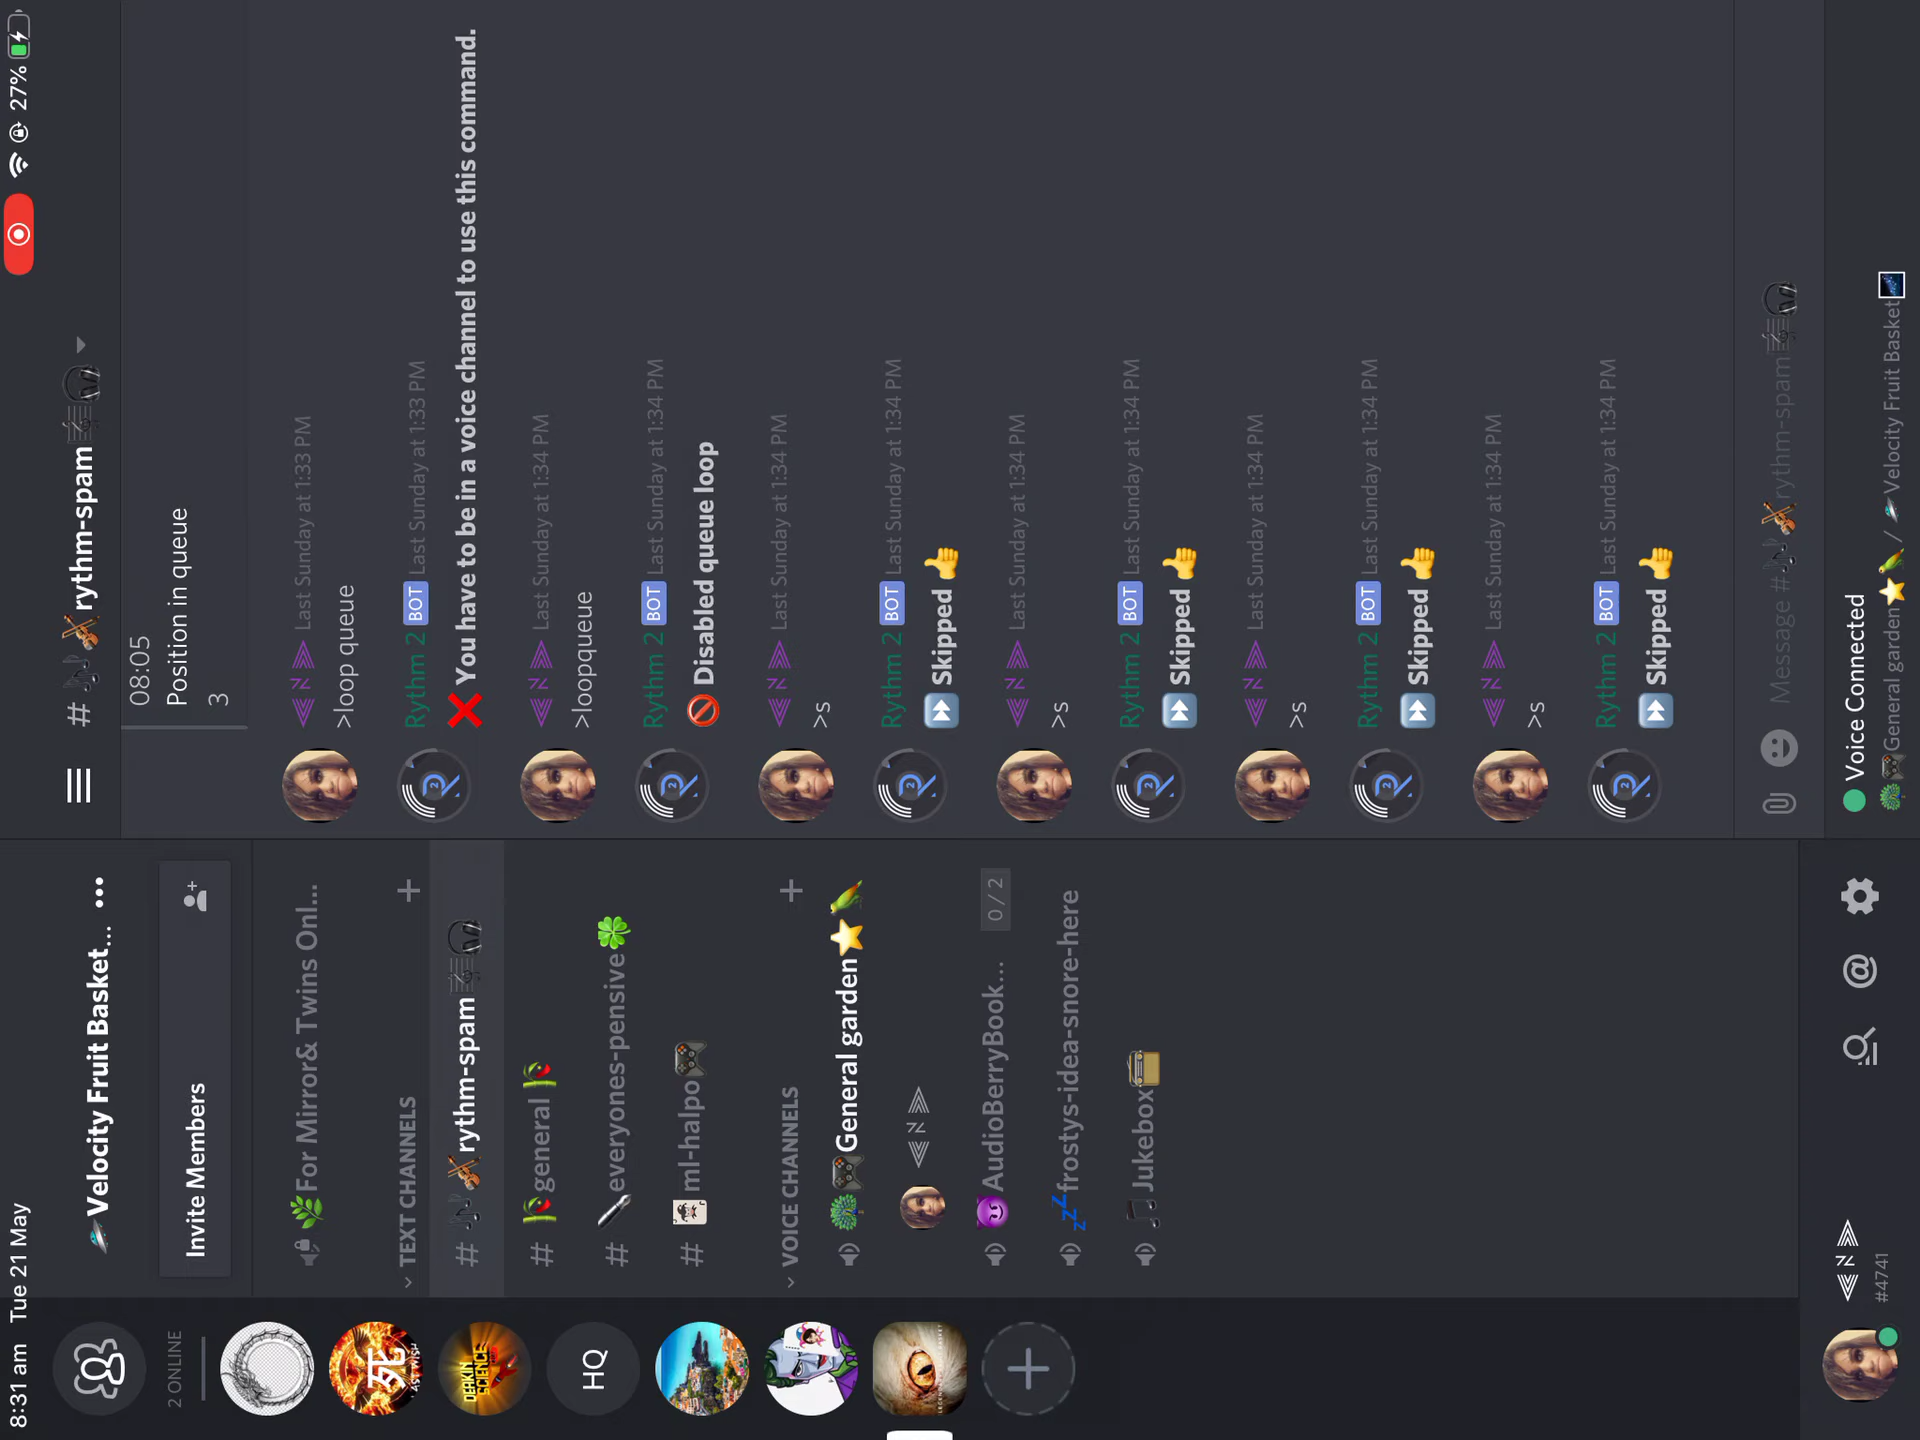 8:31 am Tue 21 May
27%
2 ONLINE
死
DEAKIN
SCIENCE
HQ
Velocity Fruit Basket...
Invite Members
For Mirror& Twins Onl...
TEXT CHANNELS
# rythm-spam
# general
# everyones-pensive
# ml-halpo
VOICE CHANNELS
General garden
N
AudioBerryBook... 0/2
frostys-idea-snore-here
Jukebox
N
#4741
# rythm-spam
08:05
Position in queue
3
N Last Sunday at 1:33 PM
>loop queue
Rythm 2 BOT Last Sunday at 1:33 PM
❌ You have to be in a voice channel to use this command.
N Last Sunday at 1:34 PM
>loopqueue
Rythm 2 BOT Last Sunday at 1:34 PM
🚫 Disabled queue loop
N Last Sunday at 1:34 PM
>s
Rythm 2 BOT Last Sunday at 1:34 PM
⏩ Skipped 👍
N Last Sunday at 1:34 PM
>s
Rythm 2 BOT Last Sunday at 1:34 PM
⏩ Skipped 👍
N Last Sunday at 1:34 PM
>s
Rythm 2 BOT Last Sunday at 1:34 PM
⏩ Skipped 👍
N Last Sunday at 1:34 PM
>s
Rythm 2 BOT Last Sunday at 1:34 PM
⏩ Skipped 👍
Message # rythm-spam
Voice Connected
General garden / Velocity Fruit Basket